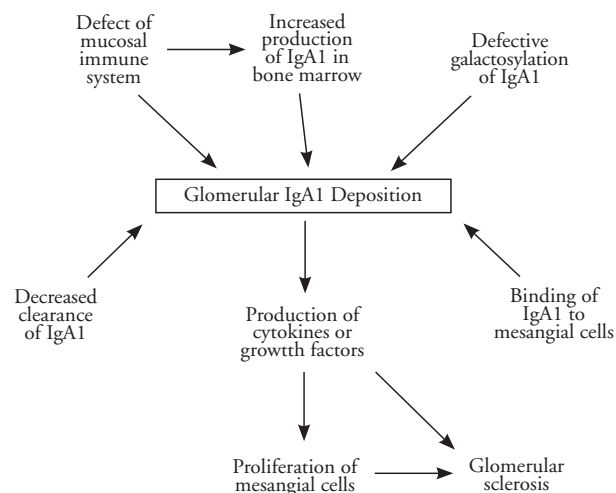 Defect of
mucosal
immune
system
Increased
production
of IgA1 in
bone marrow
Defective
galactosylation
of IgA1
Glomerular IgA1 Deposition
Decreased
clearance
of IgA1
Production of
cytokines or
growtth factors
Binding of
IgA1 to
mesangial cells
Proliferation of
mesangial cells
Glomerular
sclerosis